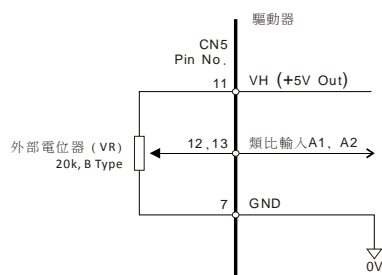 驅動器
CN5
Pin No.
11 VH (+5V Out)
外部電位器 (VR)
20k, B Type
12,13 類比輸入A1, A2
7 GND
0V